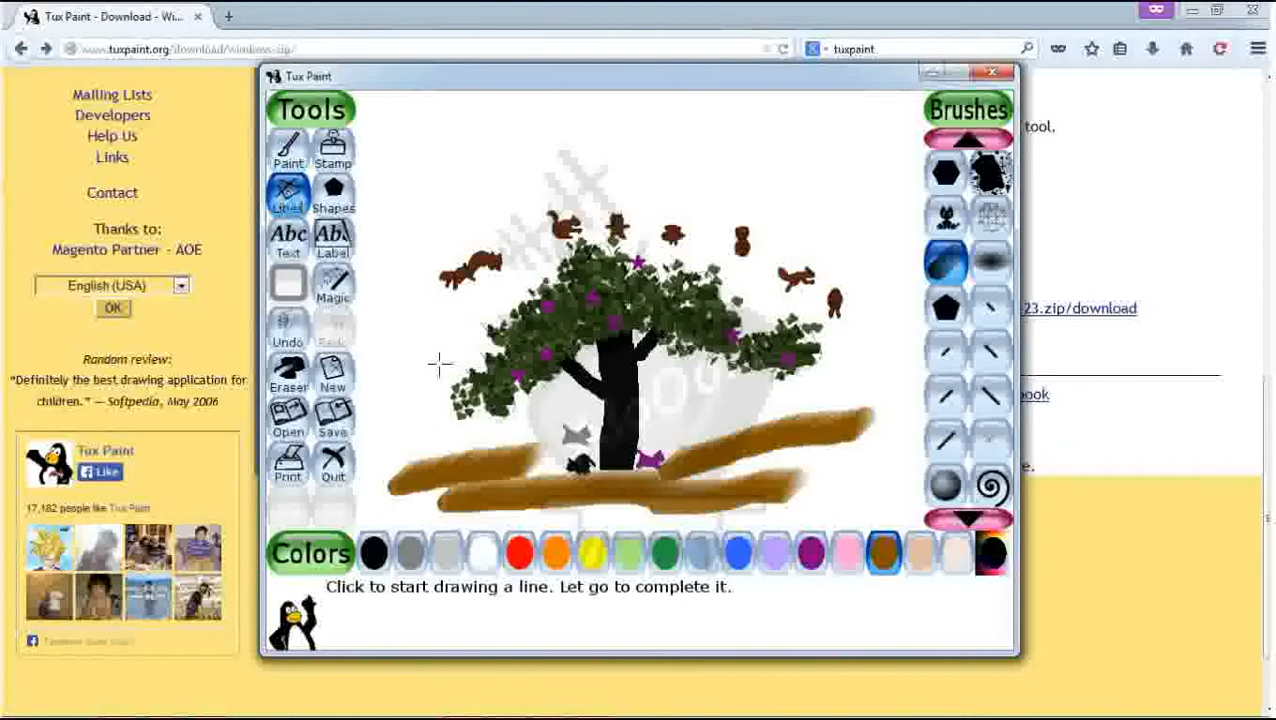 Tux Paint - Download - Wi...
www.tuxpaint.org/download/windows-zip/
tuxpaint
Mailing Lists
Developers
Help Us
Links
Contact
Thanks to:
Magento Partner - AOE
English (USA)
OK
Random review:
"Definitely the best drawing application for
children." — Softpedia, May 2006
Tux Paint
Like
17,182 people like Tux Paint
Tux Paint
Tools
Paint
Stamp
Lines
Shapes
Abc
Text
Abc
Label
Magic
Undo
Eraser
New
Open
Save
Print
Quit
Brushes
Colors
Click to start drawing a line. Let go to complete it.
tool.
23.zip/download
ook
e.